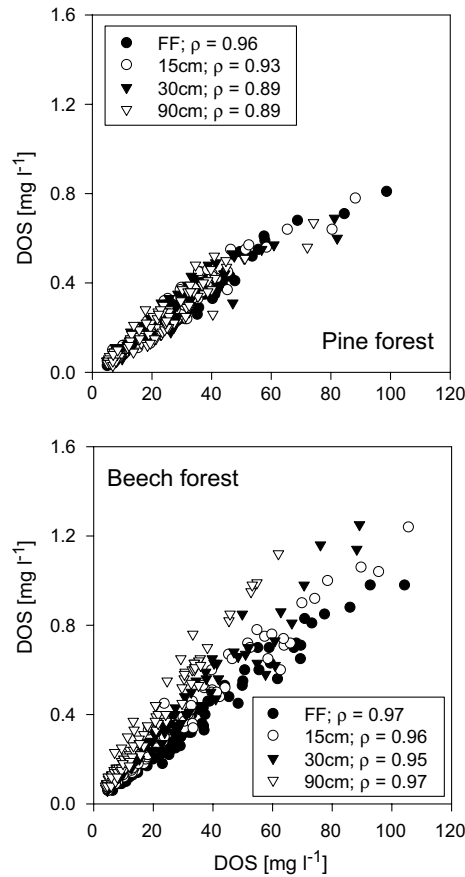 1.6
FF; ρ = 0.96
15cm; ρ = 0.93
30cm; ρ = 0.89
90cm; ρ = 0.89
1.2
DOS [mg l⁻¹]
0.8
0.4
Pine forest
0.0
0 20 40 60 80 100 120
1.6
Beech forest
1.2
DOS [mg l⁻¹]
0.8
0.4
FF; ρ = 0.97
15cm; ρ = 0.96
30cm; ρ = 0.95
90cm; ρ = 0.97
0.0
0 20 40 60 80 100 120
DOS [mg l⁻¹]